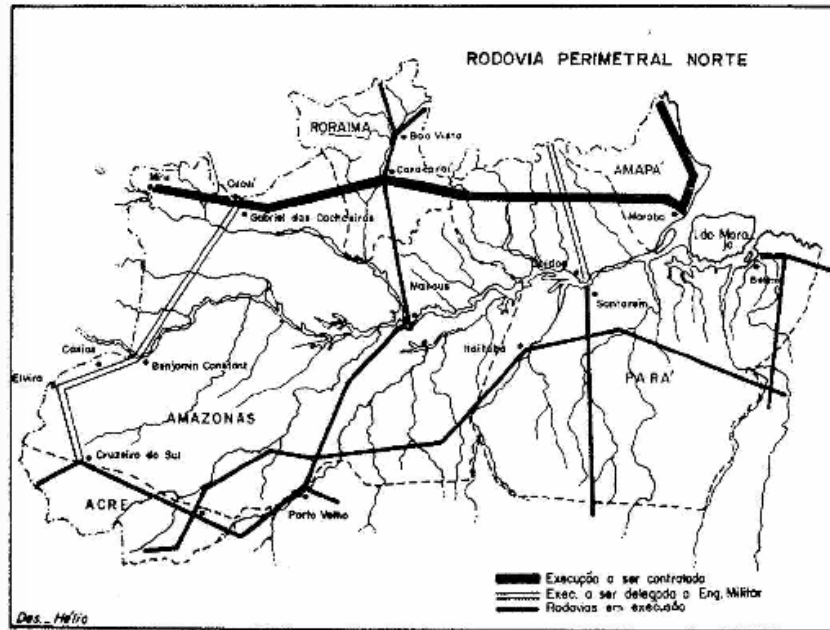 RODOVIA PERIMETRAL NORTE
RORAIMA
Boa Vista
Caracaraí
AMAPÁ
Mitú
Gabriel das Cachoeiras
Macapá
Manaus
Santarém
Belém
Itaituba
Caxias
Benjamin Constant
Elvira
AMAZONAS
PARÁ
Cruzeiro do Sul
ACRE
Porto Velho
Execução a ser contratada
Exec. a ser delegada a Eng. Militar
Rodovias em execução
Des._ Hélio